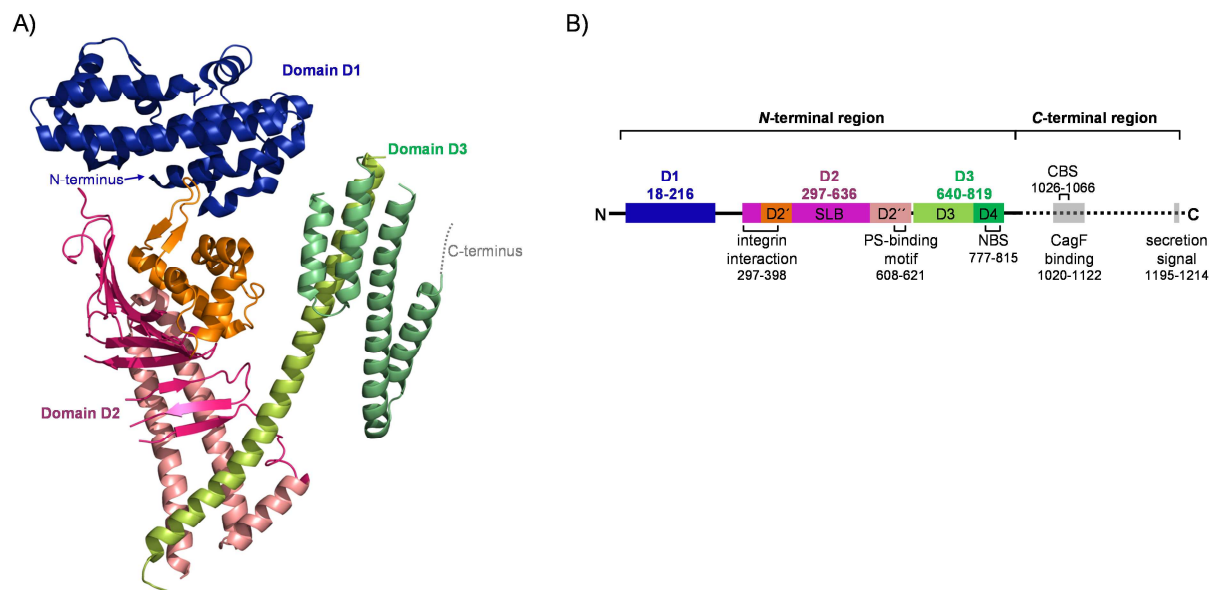 A)
Domain D1
Domain D3
N-terminus
C-terminus
Domain D2
B)
N-terminal region
C-terminal region
D1
18-216
D2
297-636
D3
640-819
CBS
1026-1066
N
D2´
SLB
D2´´
D3
D4
C
integrin
interaction
297-398
PS-binding
motif
608-621
NBS
777-815
CagF
binding
1020-1122
secretion
signal
1195-1214